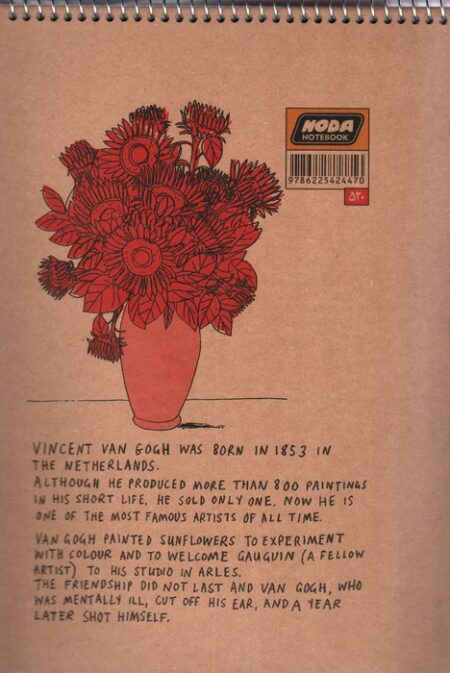 NODA
NOTEBOOK
9786225424470
۵۲۰
VINCENT VAN GOGH WAS BORN IN 1853 IN
THE NETHERLANDS.
ALTHOUGH HE PRODUCED MORE THAN 800 PAINTINGS
IN HIS SHORT LIFE, HE SOLD ONLY ONE. NOW HE IS
ONE OF THE MOST FAMOUS ARTISTS OF ALL TIME.
VAN GOGH PAINTED SUNFLOWERS TO EXPERIMENT
WITH COLOUR AND TO WELCOME GAUGUIN (A FELLOW
ARTIST) TO HIS STUDIO IN ARLES.
THE FRIENDSHIP DID NOT LAST AND VAN GOGH, WHO
WAS MENTALLY ILL, CUT OFF HIS EAR, AND A YEAR
LATER SHOT HIMSELF.